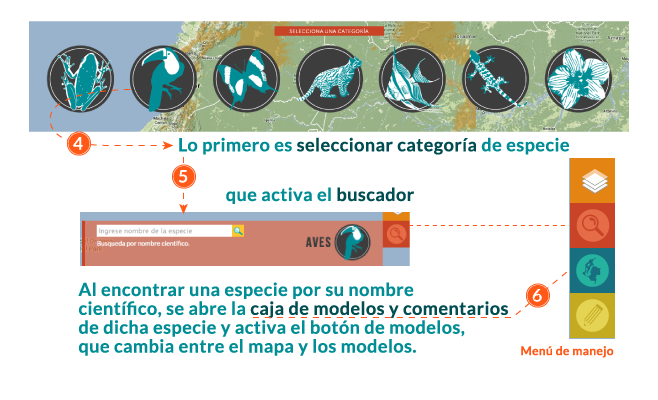 SELECCIONA UNA CATEGORÍA
4
Lo primero es seleccionar categoría de especie
5
que activa el buscador
Ingrese nombre de la especie
Busqueda por nombre científico.
AVES
Al encontrar una especie por su nombre
científico, se abre la caja de modelos y comentarios
de dicha especie y activa el botón de modelos,
que cambia entre el mapa y los modelos.
6
Menú de manejo